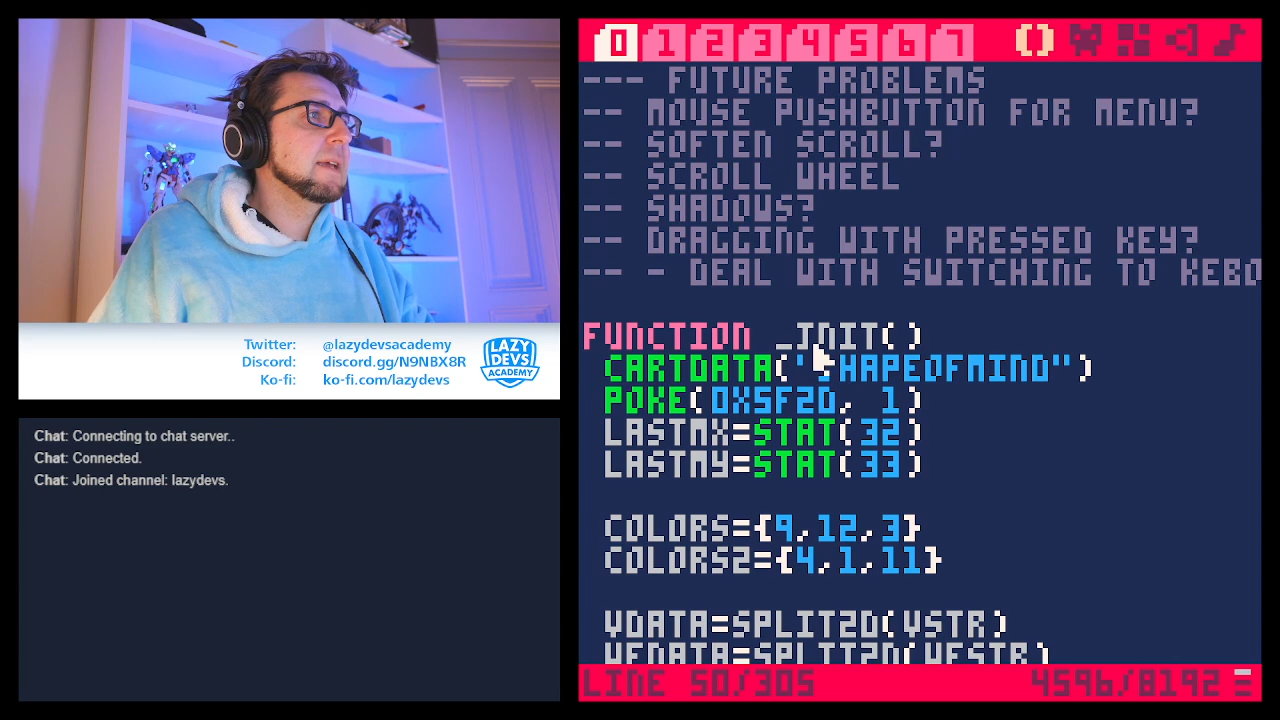 Twitter: @lazydevsacademy
Discord: discord.gg/N9NBX8R
Ko-fi: ko-fi.com/lazydevs
LAZY
DEVS
ACADEMY
Chat: Connecting to chat server..
Chat: Connected.
Chat: Joined channel: lazydevs.
0 1 2 3 4 5 6 7 ()
--- FUTURE PROBLEMS
-- MOUSE PUSHBUTTON FOR MENU?
-- SOFTEN SCROLL?
-- SCROLL WHEEL
-- SHADOWS?
-- DRAGGING WITH PRESSED KEY?
-- - DEAL WITH SWITCHING TO KEBO
FUNCTION _INIT()
CARTDATA("SHAPEOFMIND")
POKE(0X5F2D, 1)
LASTMX=STAT(32)
LASTMY=STAT(33)
COLORS={9,12,3}
COLORS2={4,1,11}
VDATA=SPLIT2D(VSTR)
VFDATA=SPLIT2D(VFSTR)
LINE 50/305 4596/8192